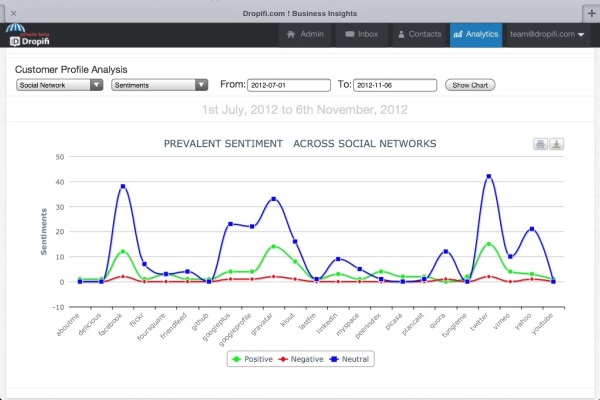 Dropifi.com ! Business Insights
private beta
Dropifi
Admin
Inbox
Contacts
Analytics
team@dropifi.com
Customer Profile Analysis
Social Network
Sentiments
From: 2012-07-01
To: 2012-11-06
Show Chart
1st July, 2012 to 6th November, 2012
PREVALENT SENTIMENT ACROSS SOCIAL NETWORKS
Sentiments
50
40
30
20
10
0
-10
aboutme
delicious
facebook
flickr
foursquare
friendfeed
github
googleplus
googleprofile
gravatar
klout
lastfm
linkedin
myspace
peerindex
picasa
plancast
quora
tungleme
twitter
vimeo
yahoo
youtube
Positive
Negative
Neutral